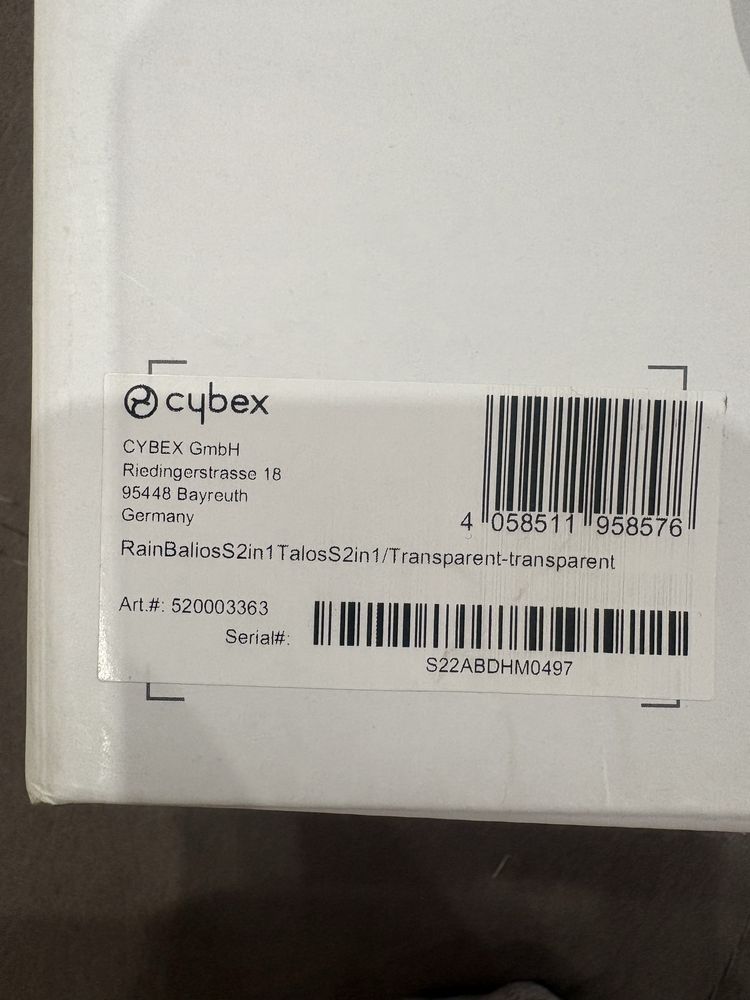 cybex
CYBEX GmbH
Riedingerstrasse 18
95448 Bayreuth
Germany
4 058511 958576
RainBaliosS2in1TalosS2in1/Transparent-transparent
Art.#: 520003363
Serial#:
S22ABDHM0497